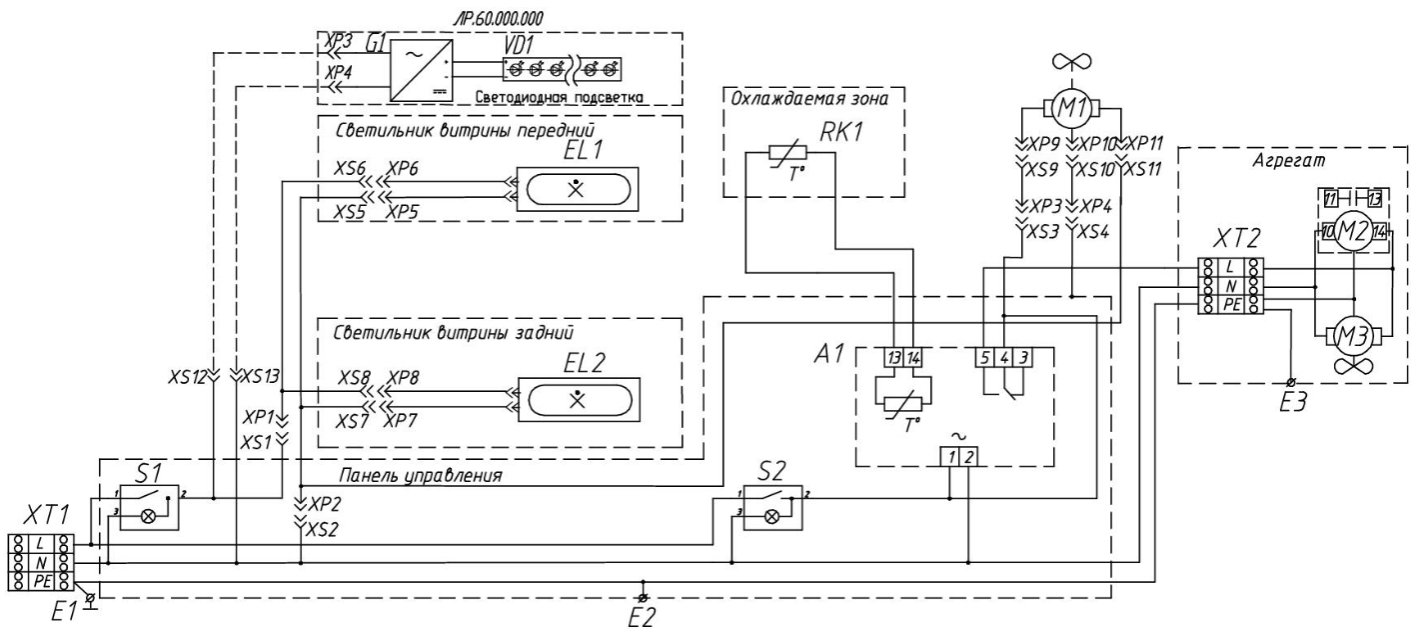 ЛР.60.000.000
XP3
G1
VD1
XP4
~
+
-
Светодиодная подсветка
Светильник витрины передний
EL1
XS6 XP6
XS5 XP5
Охлаждаемая зона
RK1
T°
M1
XP9 XP10 XP11
XS9 XS10 XS11
XP3 XP4
XS3 XS4
Агрегат
11 13
10 M2 14
XT2
L
N
PE
M3
E3
Светильник витрины задний
EL2
XS8 XP8
XS7 XP7
XS12 XS13
XP1
XS1
A1
13 14
5 4 3
T°
~
1 2
Панель управления
S1
1 2
3
XP2
XS2
S2
1 2
3
XT1
L
N
PE
E1
E2